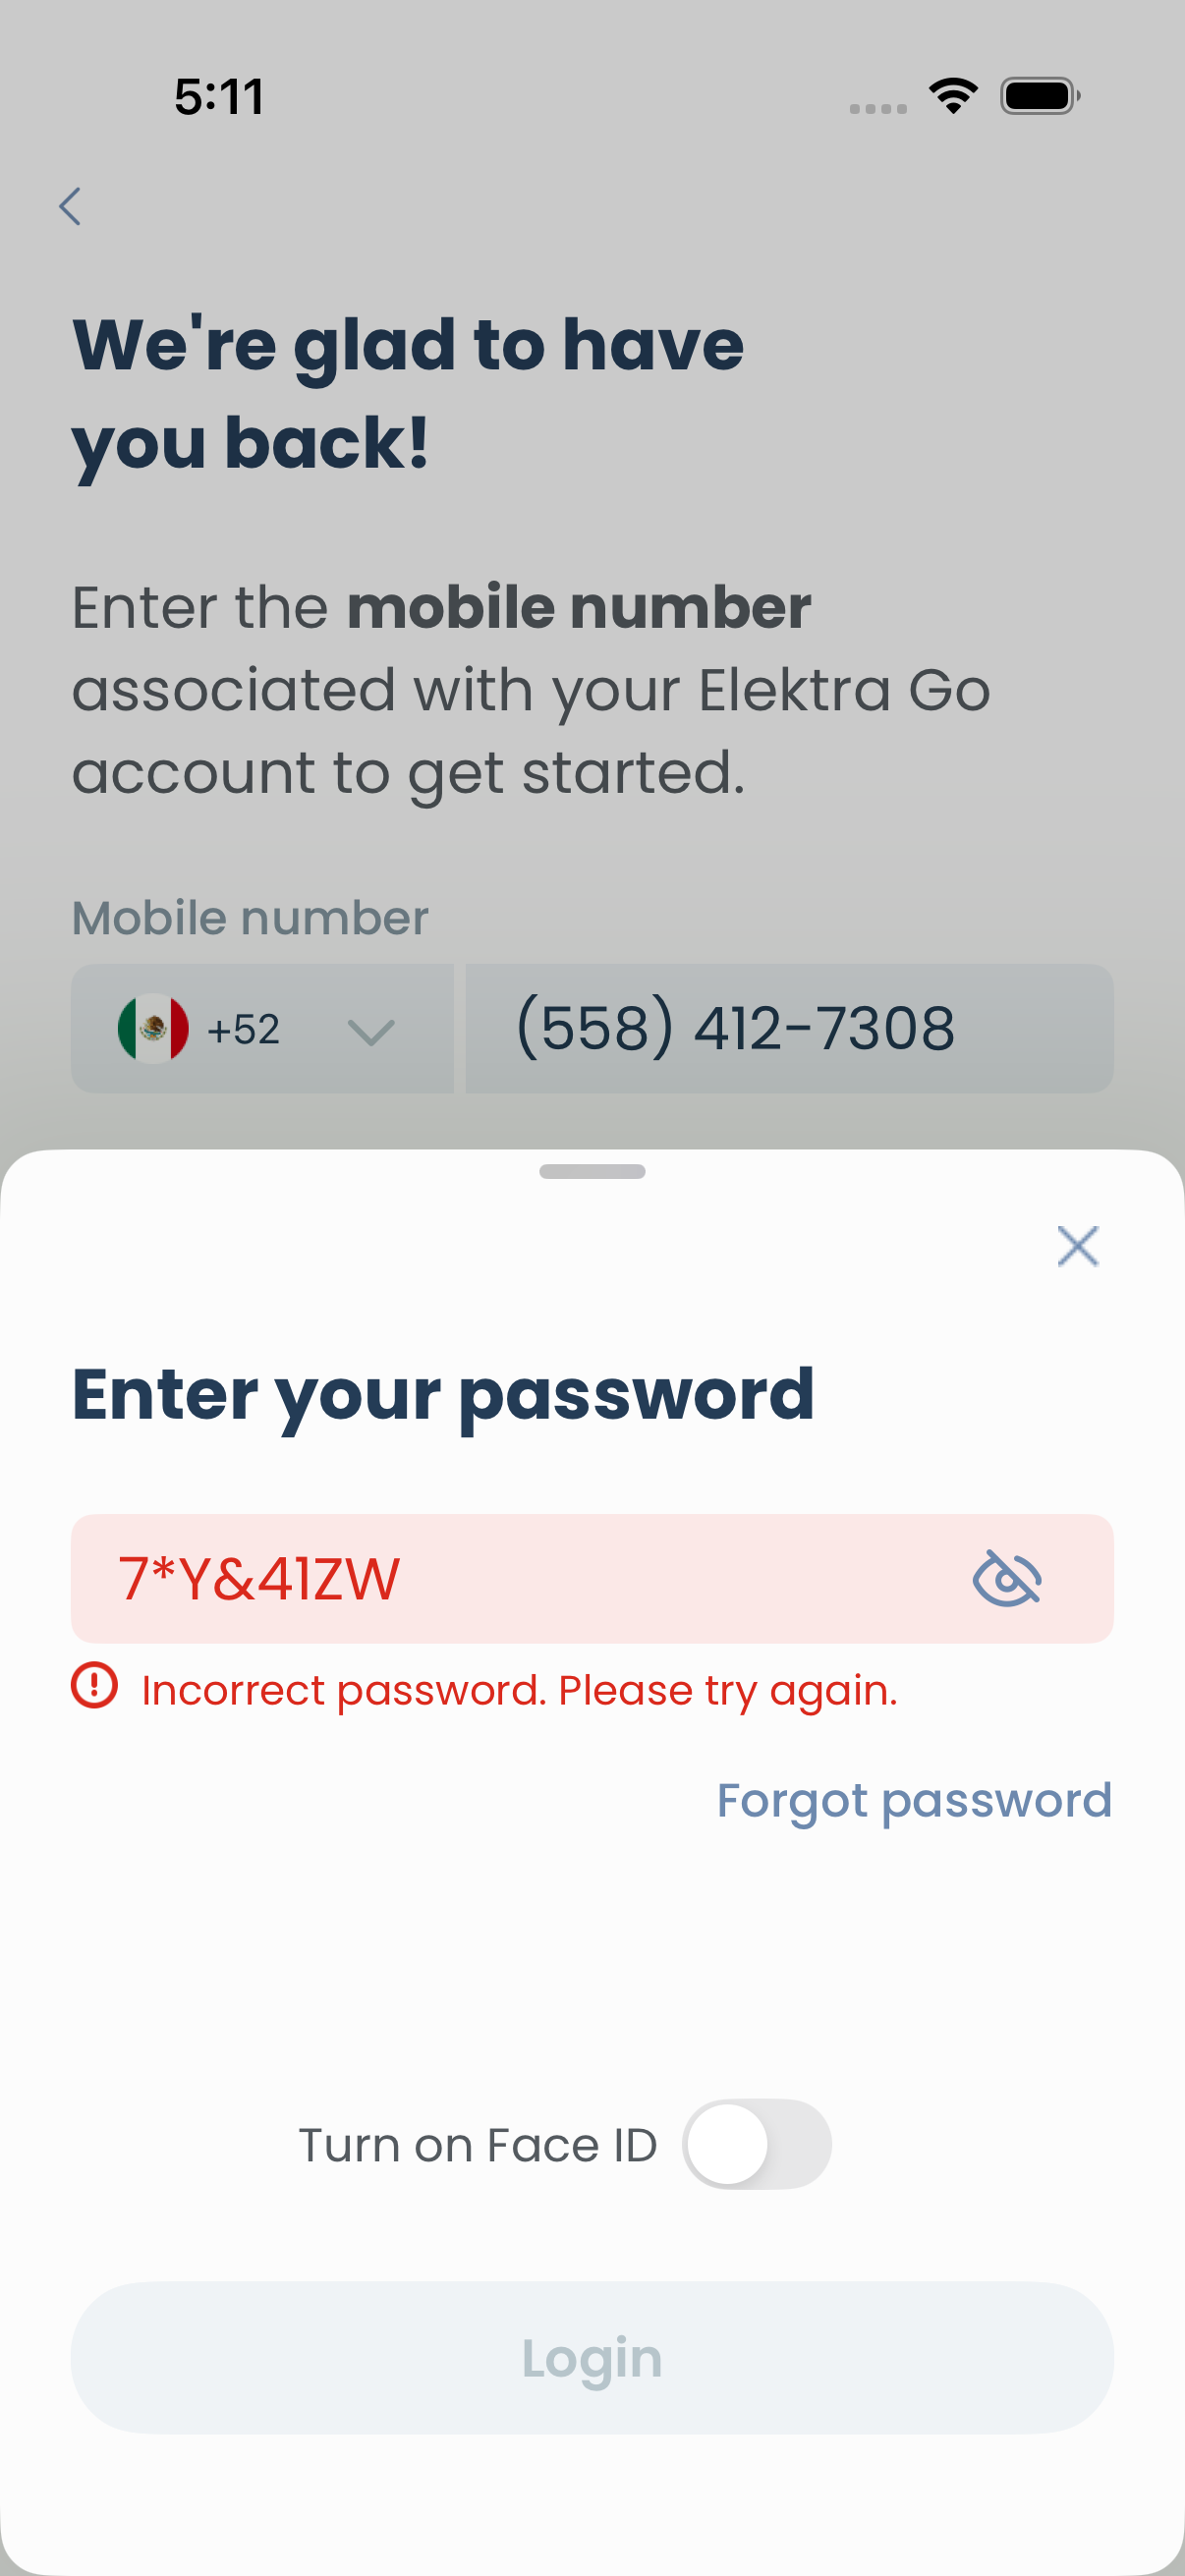 5:11
We're glad to have
you back!
Enter the mobile number
associated with your Elektra Go
account to get started.
Mobile number
+52
(558) 412-7308
Enter your password
7*Y&41ZW
Incorrect password. Please try again.
Forgot password
Turn on Face ID
Login